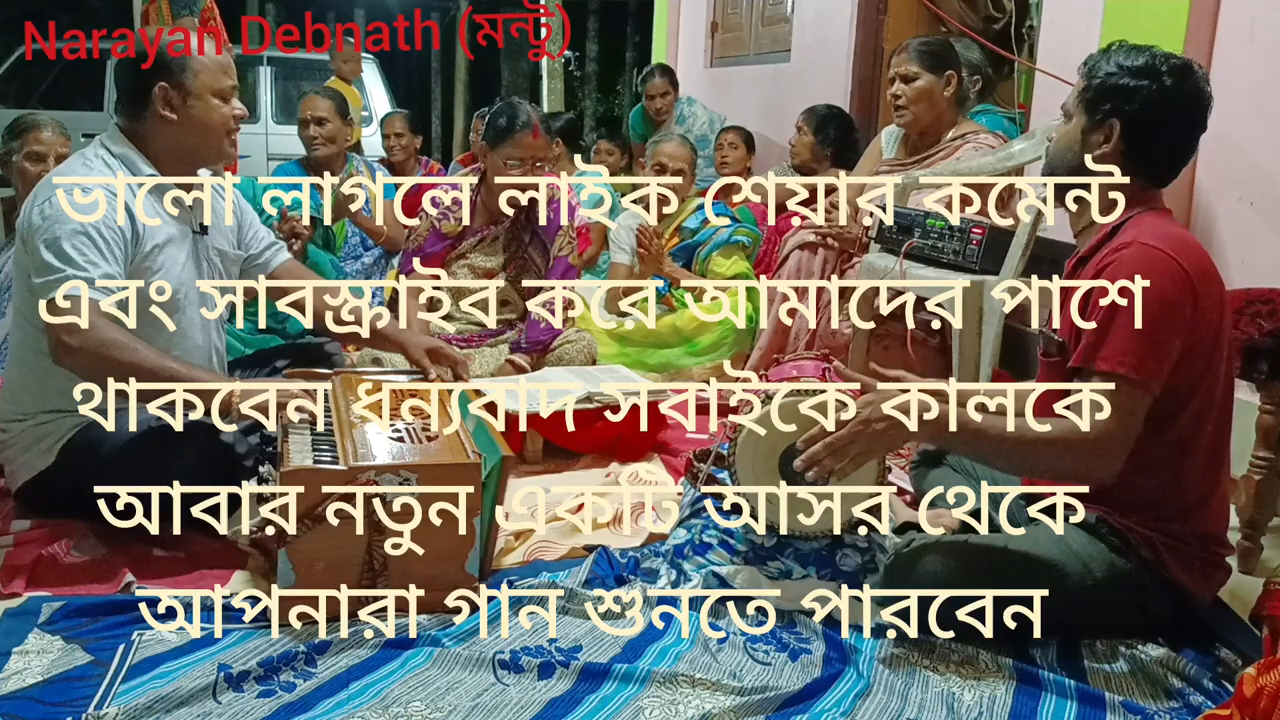 Narayan Debnath (মন্টু)
ভালো লাগলে লাইক শেয়ার কমেন্ট
এবং সাবস্ক্রাইব করে আমাদের পাশে
থাকবেন ধন্যবাদ সবাইকে কালকে
আবার নতুন একটি আসর থেকে
আপনারা গান শুনতে পারবেন